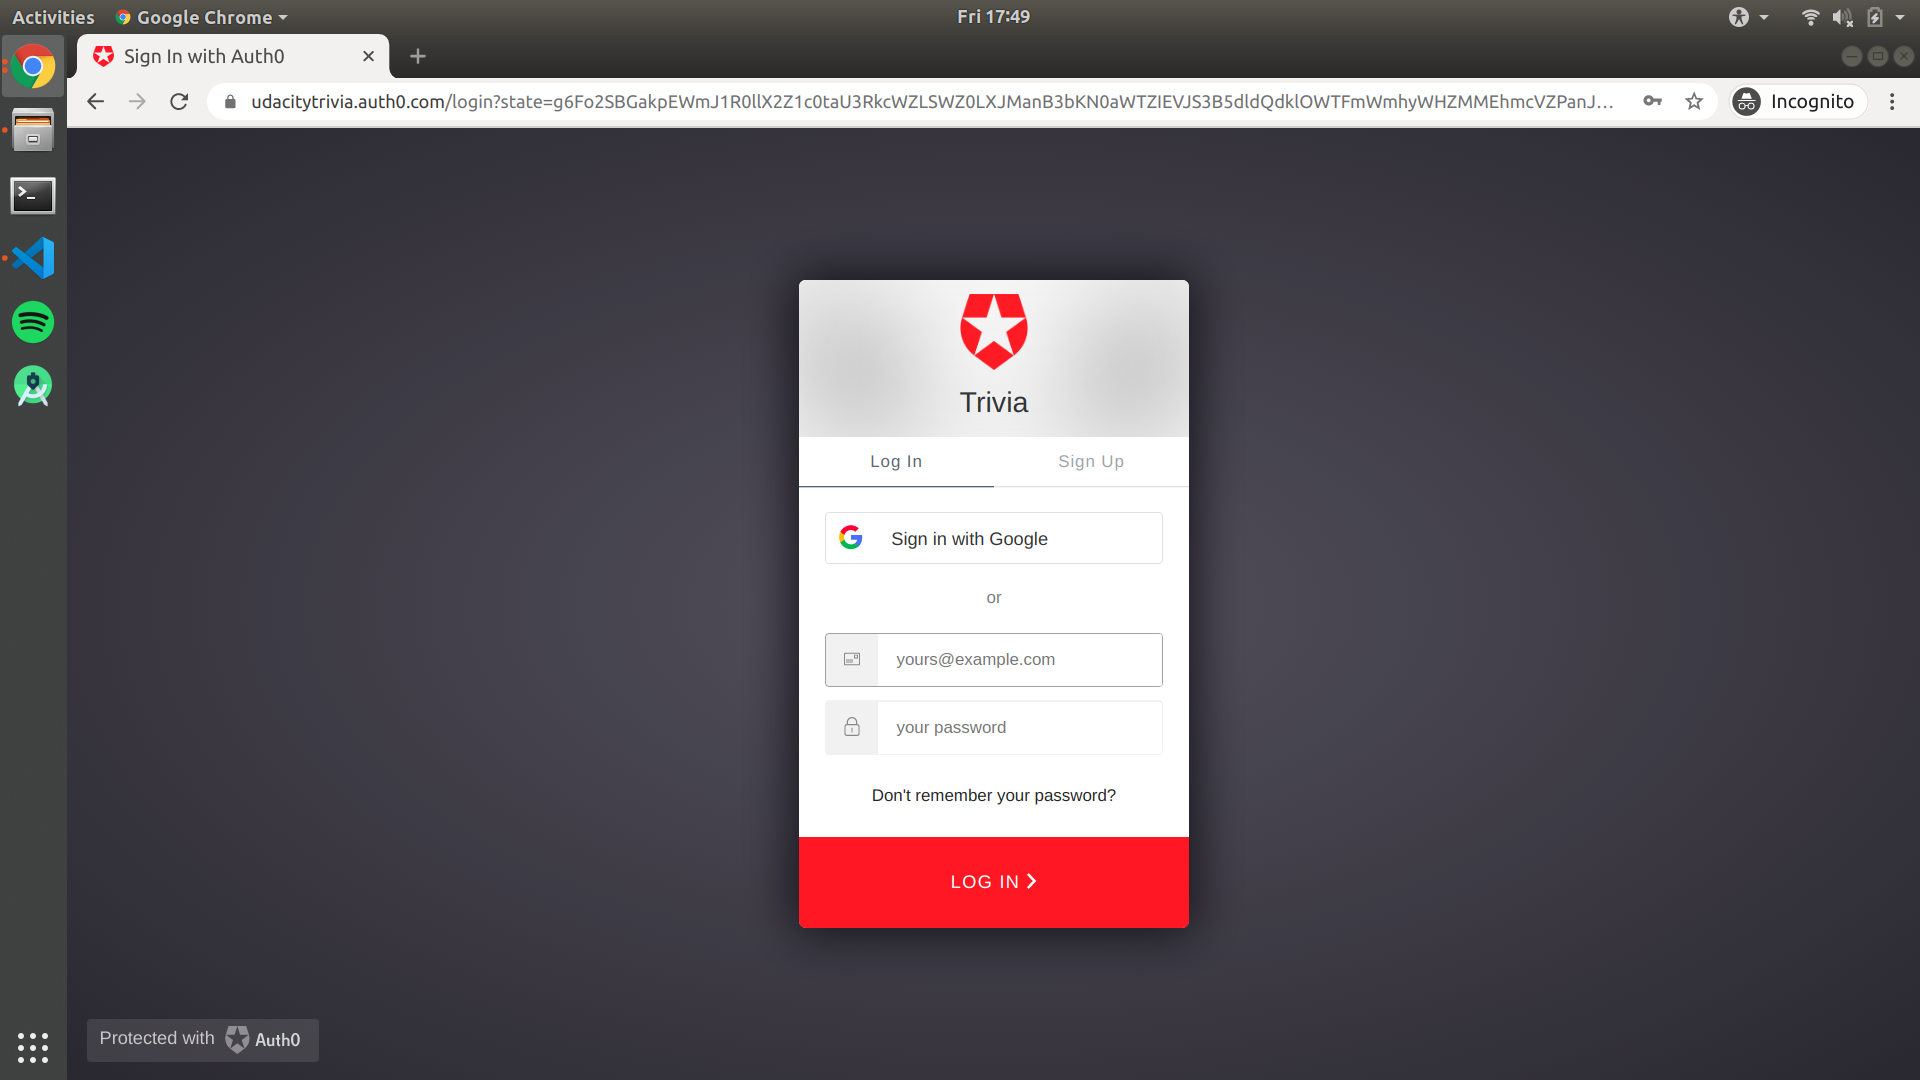 Activities
Google Chrome
Fri 17:49
Sign In with Auth0
udacitytrivia.auth0.com/login?state=g6Fo2SBGakpEWmJ1R0llX2Z1c0taU3RkcWZLSWZ0LXJManB3bKN0aWTZIEVJS3B5dldQdklOWTFmWmhyWHZMMEhmcVZPanJ...
Incognito
Trivia
Log In
Sign Up
Sign in with Google
or
yours@example.com
your password
Don't remember your password?
LOG IN
Protected with Auth0